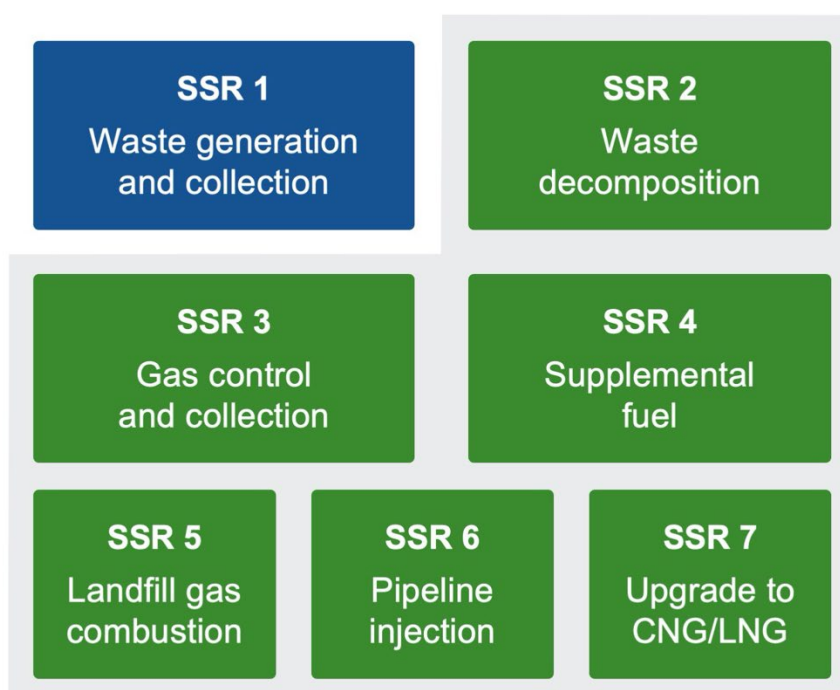 SSR 1
Waste generation
and collection
SSR 2
Waste
decomposition
SSR 3
Gas control
and collection
SSR 4
Supplemental
fuel
SSR 5
Landfill gas
combustion
SSR 6
Pipeline
injection
SSR 7
Upgrade to
CNG/LNG